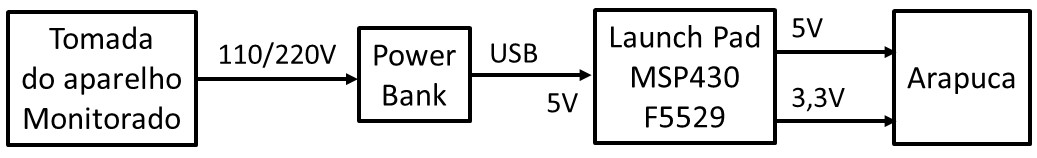 Tomada
do aparelho
Monitorado
110/220V
Power
Bank
USB
5V
Launch Pad
MSP430
F5529
5V
3,3V
Arapuca